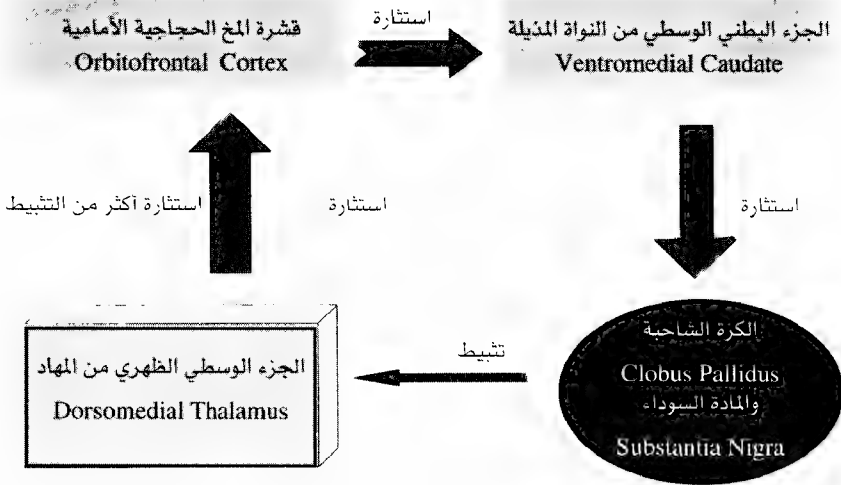 قشرة المخ الحجاجية الأمامية
Orbitofrontal Cortex
استثارة
الجزء البطني الوسطي من النواة المذيلة
Ventromedial Caudate
استثارة أكثر من التثبيط
استثارة
استثارة
الجزء الوسطي الظهري من المهاد
Dorsomedial Thalamus
تثبيط
الكرة الشاحبة
Clobus Pallidus
والمادة السوداء
Substantia Nigra